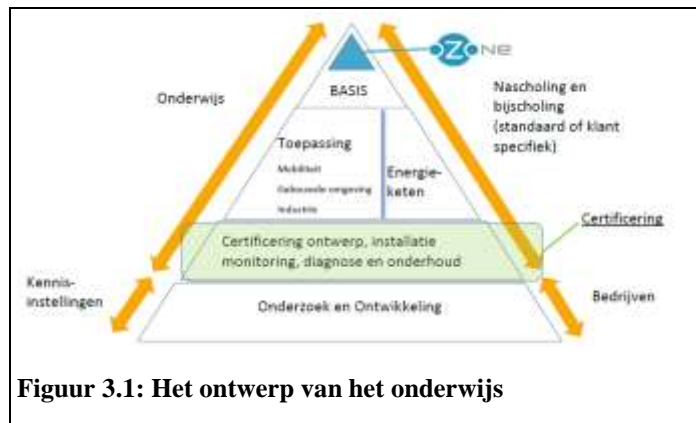 OZONE
BASIS
Onderwijs
Nascholing en
bijscholing
(standaard of klant
specifiek)
Toepassing
Mobiliteit
Gebouwde omgeving
Industrie
Energie-
keten
Certificering
Certificering ontwerp, installatie
monitoring, diagnose en onderhoud
Kennis-
instellingen
Onderzoek en Ontwikkeling
Bedrijven
Figuur 3.1: Het ontwerp van het onderwijs